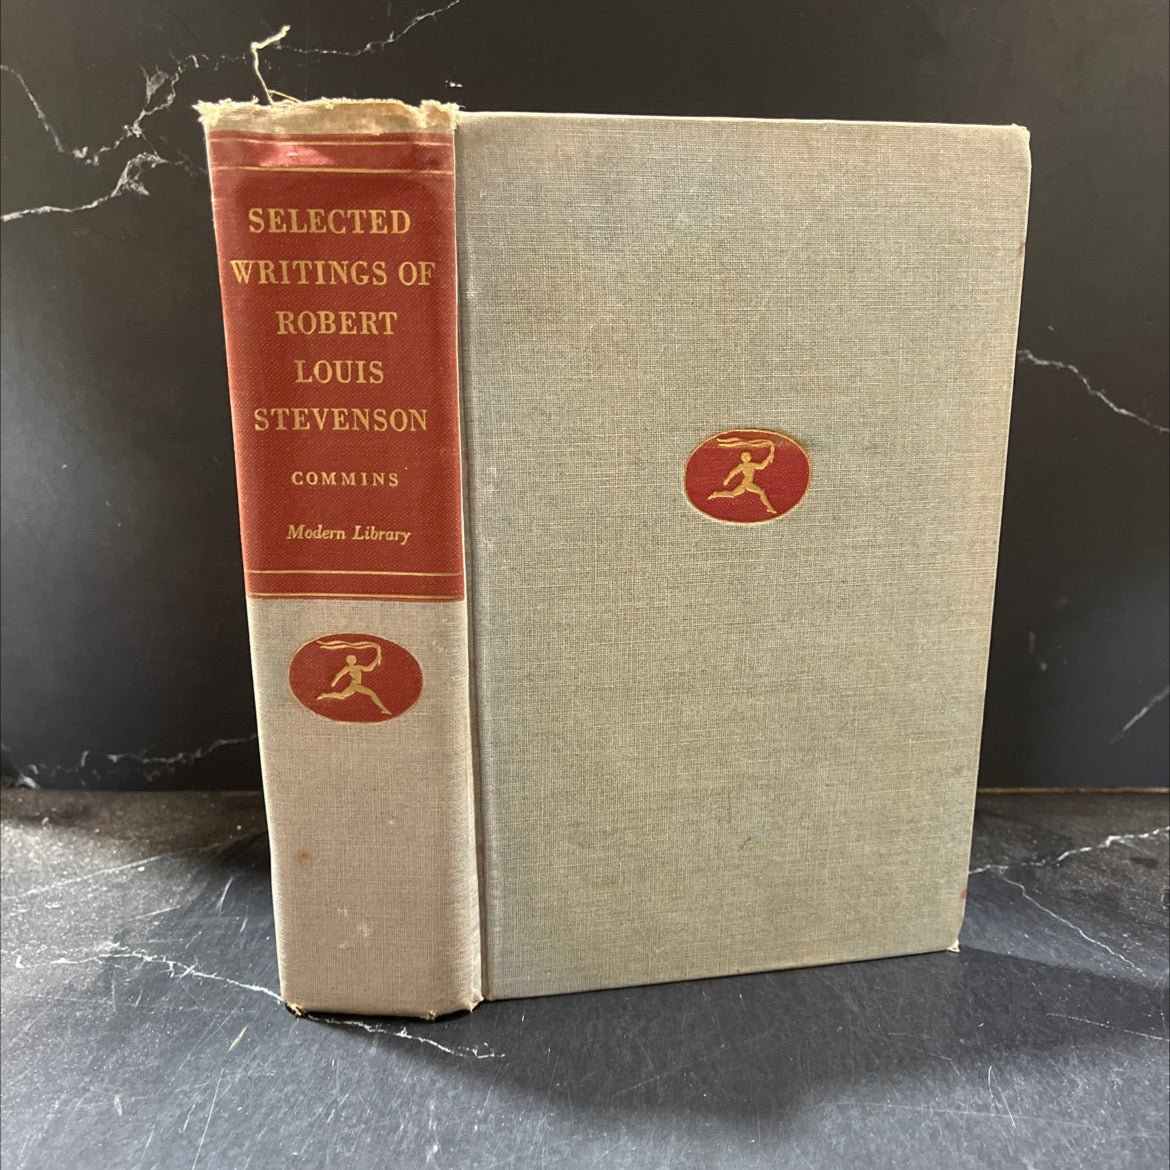 SELECTED
WRITINGS OF
ROBERT
LOUIS
STEVENSON
COMMINS
Modern Library